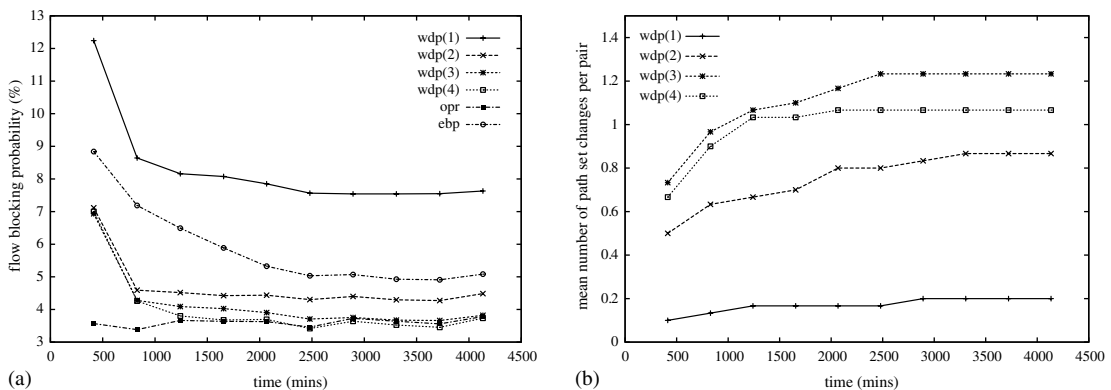 13
12
11
10
9
8
7
6
5
4
3
flow blocking probability (%)
wdp(1)
wdp(2)
wdp(3)
wdp(4)
opr
ebp
0 500 1000 1500 2000 2500 3000 3500 4000 4500
time (mins)
(a)
1.4
1.2
1
0.8
0.6
0.4
0.2
0
mean number of path set changes per pair
wdp(1)
wdp(2)
wdp(3)
wdp(4)
0 500 1000 1500 2000 2500 3000 3500 4000 4500
time (mins)
(b)